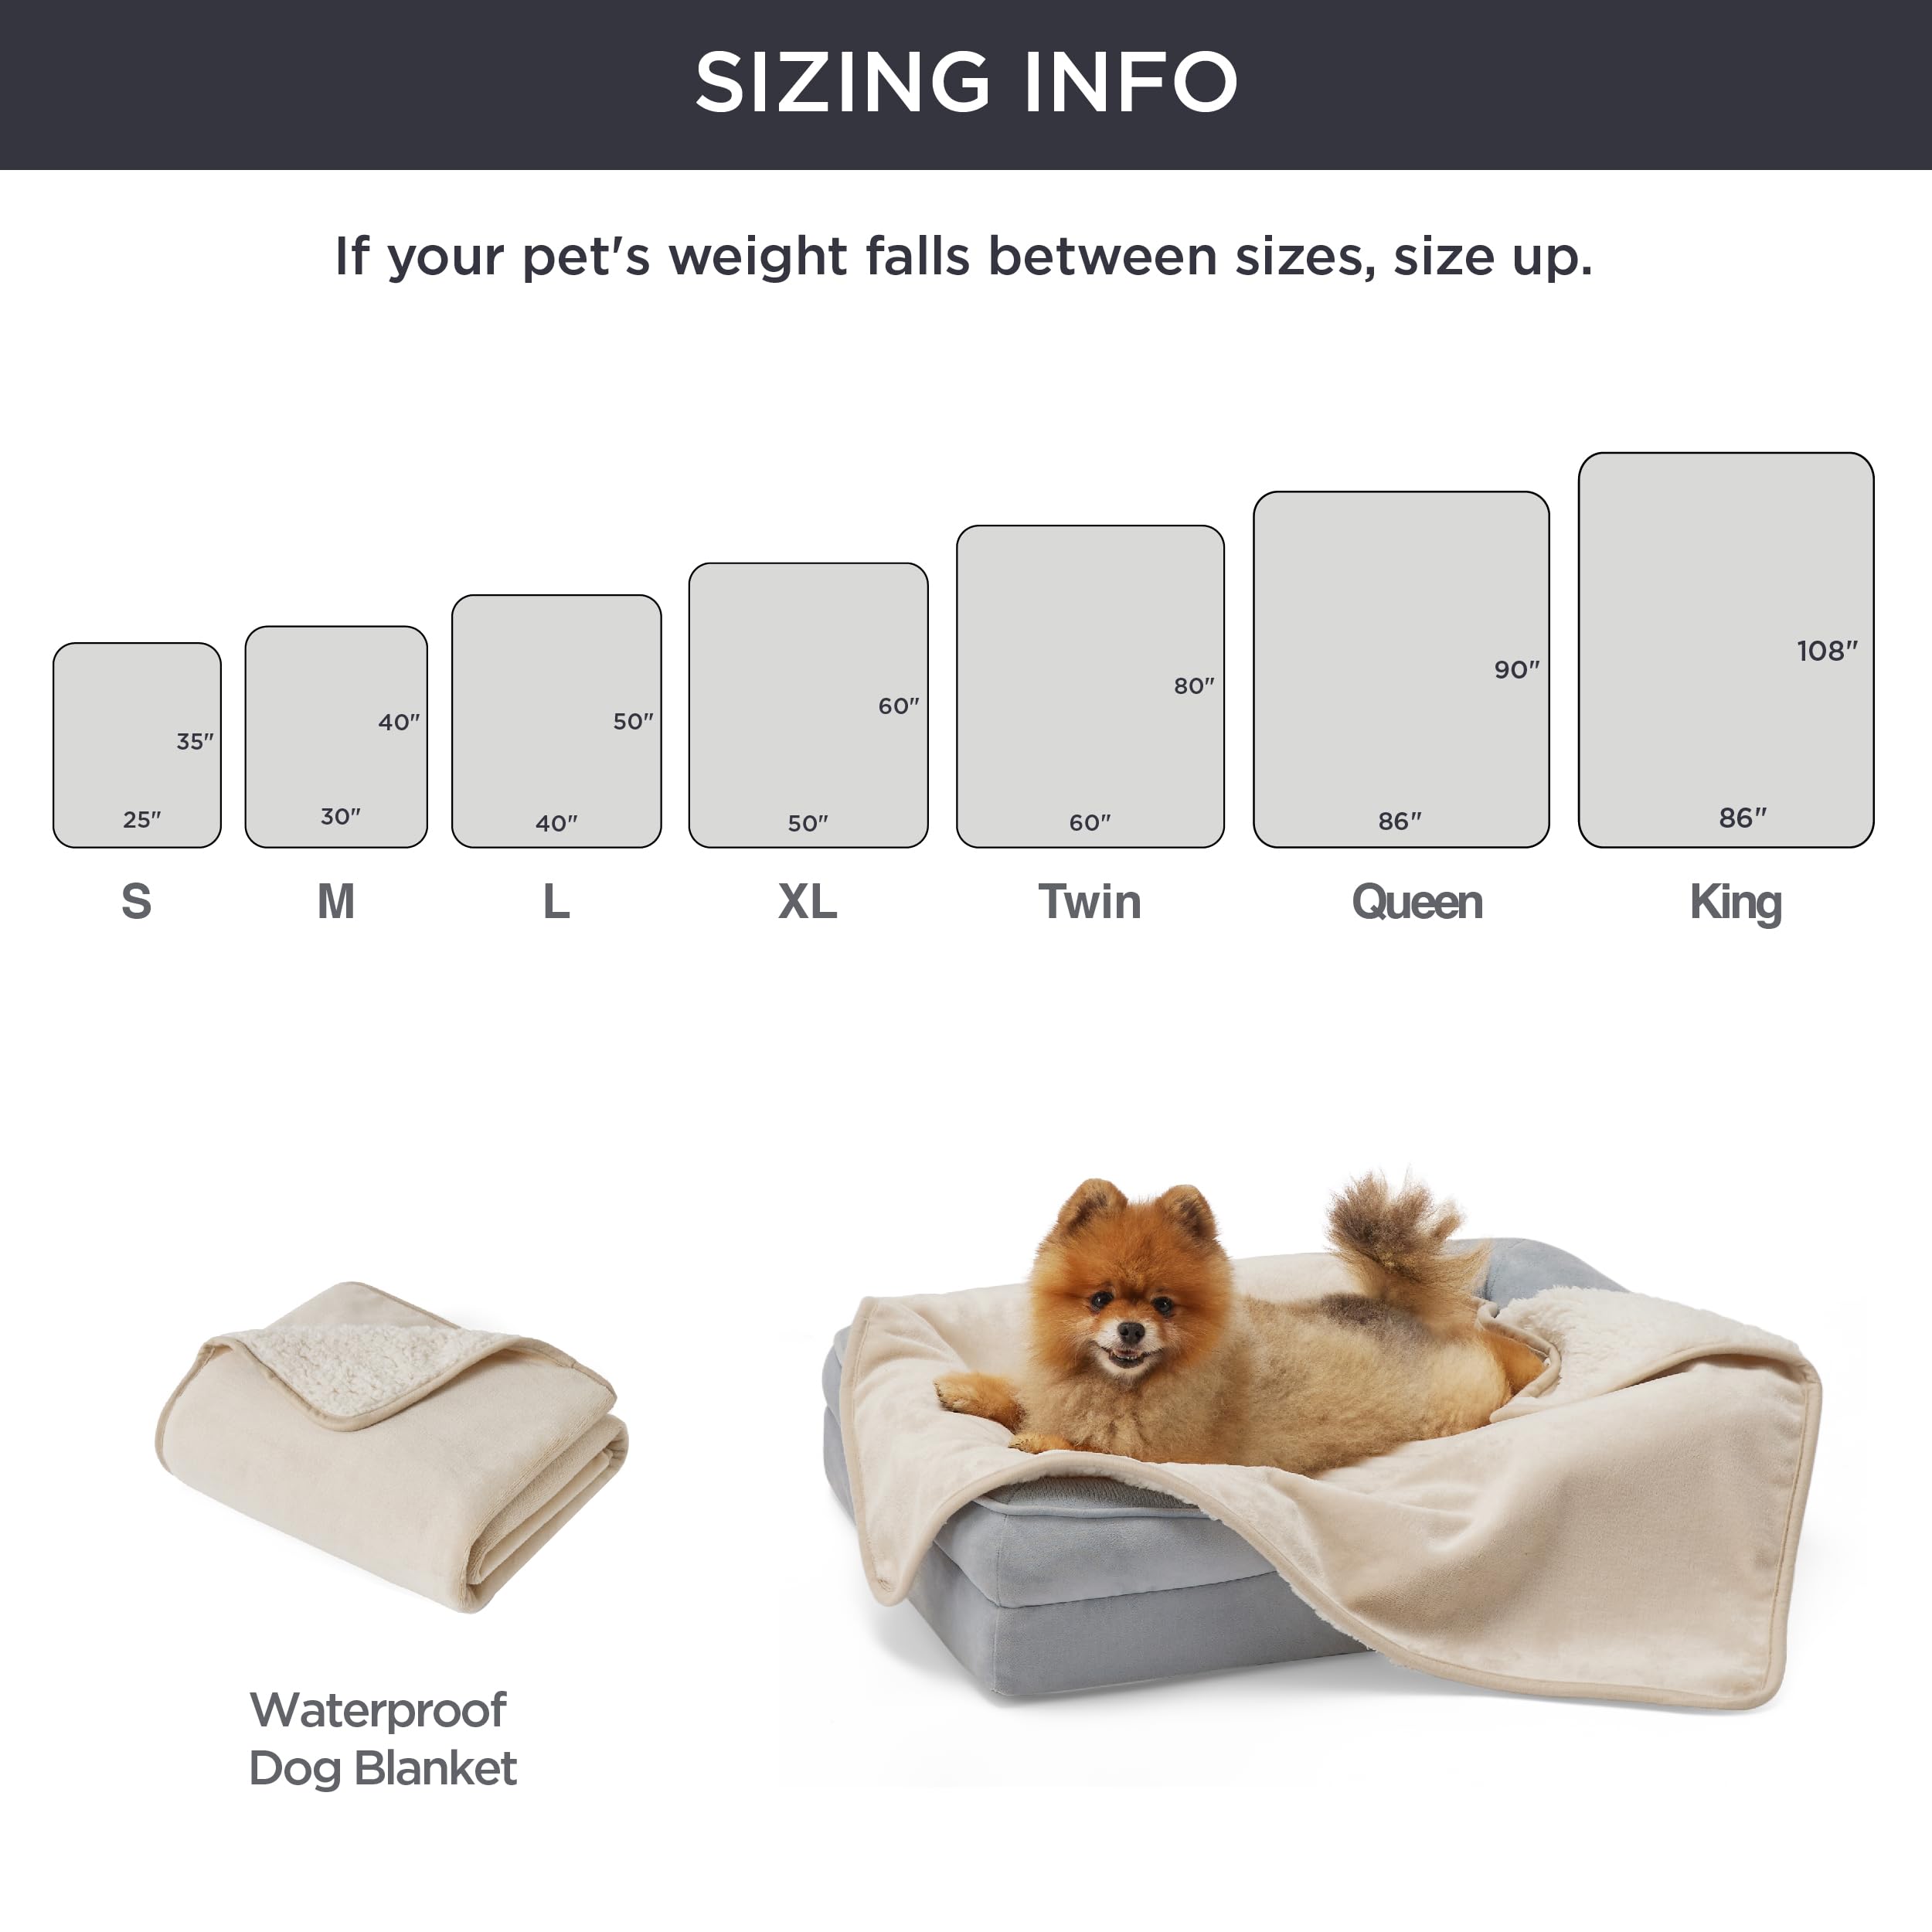 SIZING INFO
If your pet's weight falls between sizes, size up.
35"
25"
40"
30"
50"
40"
60"
50"
80"
60"
90"
86"
108"
86"
S M L XL Twin Queen King
Waterproof
Dog Blanket